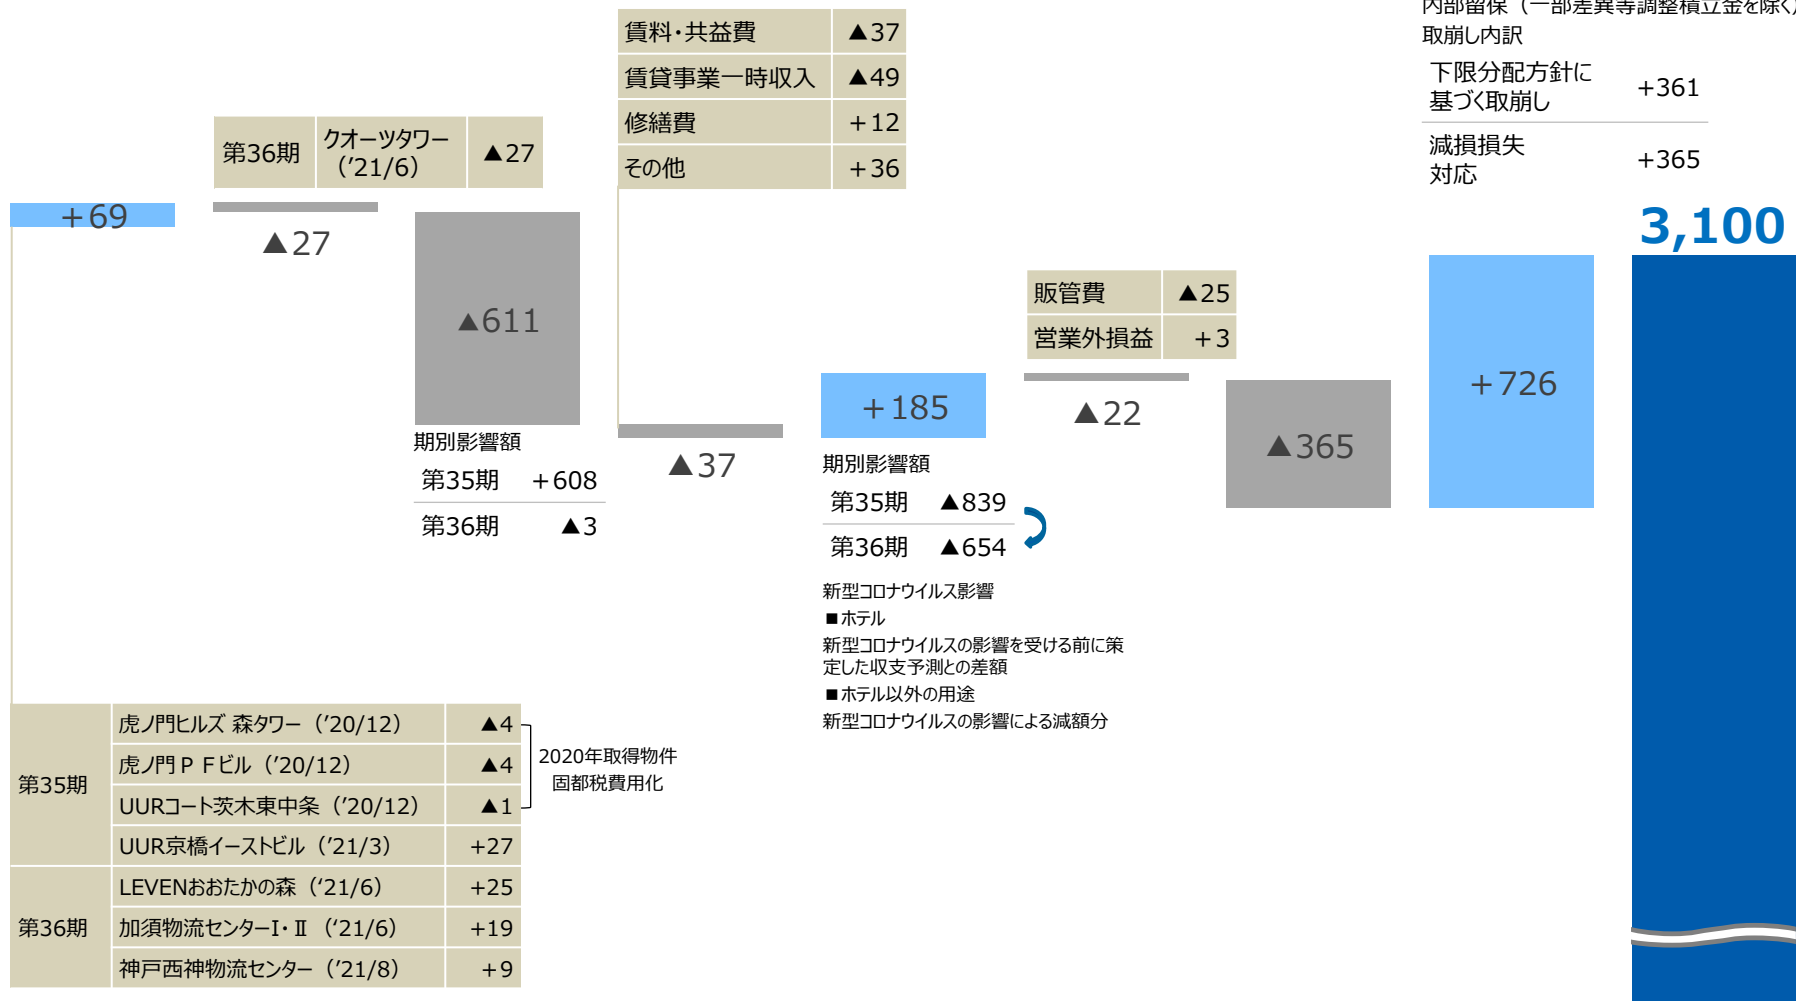 賃料・共益費 ▲37
賃貸事業一時収入 ▲49
修繕費 +12
その他 +36
内部留保（一部差異等調整積立金を除く）
取崩し内訳
下限分配方針に
基づく取崩し +361
減損損失
対応 +365
第36期 クオーツタワー
（'21/6） ▲27
+69
▲27
▲611
期別影響額
第35期 +608
第36期 ▲3
▲37
+185
期別影響額
第35期 ▲839
第36期 ▲654
新型コロナウイルス影響
■ホテル
新型コロナウイルスの影響を受ける前に策
定した収支予測との差額
■ホテル以外の用途
新型コロナウイルスの影響による減額分
販管費 ▲25
営業外損益 +3
▲22
▲365
+726
3,100
第35期
虎ノ門ヒルズ 森タワー（'20/12） ▲4
虎ノ門ＰＦビル（'20/12） ▲4
UURコート茨木東中条（'20/12） ▲1
UUR京橋イーストビル（'21/3） +27
2020年取得物件
固都税費用化
第36期
LEVENおおたかの森（'21/6） +25
加須物流センターI・Ⅱ（'21/6） +19
神戸西神物流センター（'21/8） +9